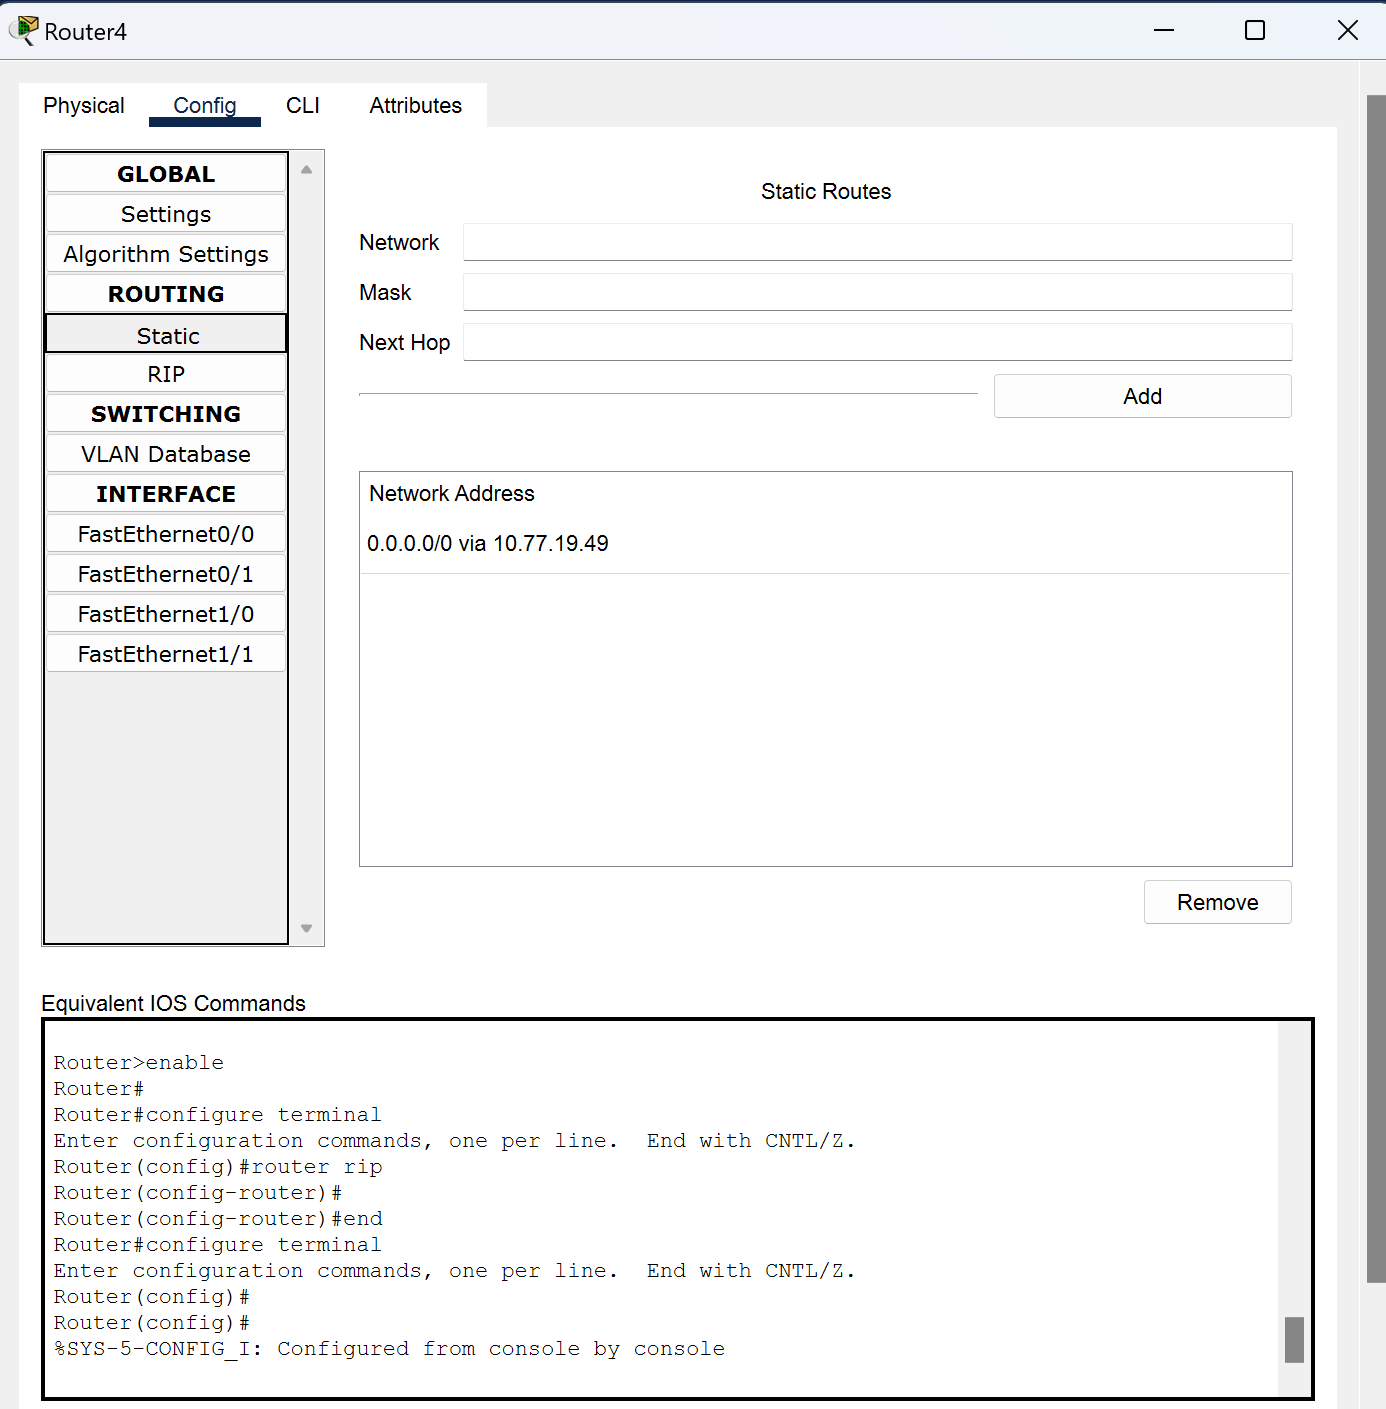 Router4
Physical Config CLI Attributes
GLOBAL
Settings
Algorithm Settings
ROUTING
Static
RIP
SWITCHING
VLAN Database
INTERFACE
FastEthernet0/0
FastEthernet0/1
FastEthernet1/0
FastEthernet1/1
Static Routes
Network
Mask
Next Hop
Add
Network Address
0.0.0.0/0 via 10.77.19.49
Remove
Equivalent IOS Commands
Router>enable
Router#
Router#configure terminal
Enter configuration commands, one per line.  End with CNTL/Z.
Router(config)#router rip
Router(config-router)#
Router(config-router)#end
Router#configure terminal
Enter configuration commands, one per line.  End with CNTL/Z.
Router(config)#
Router(config)#
%SYS-5-CONFIG_I: Configured from console by console